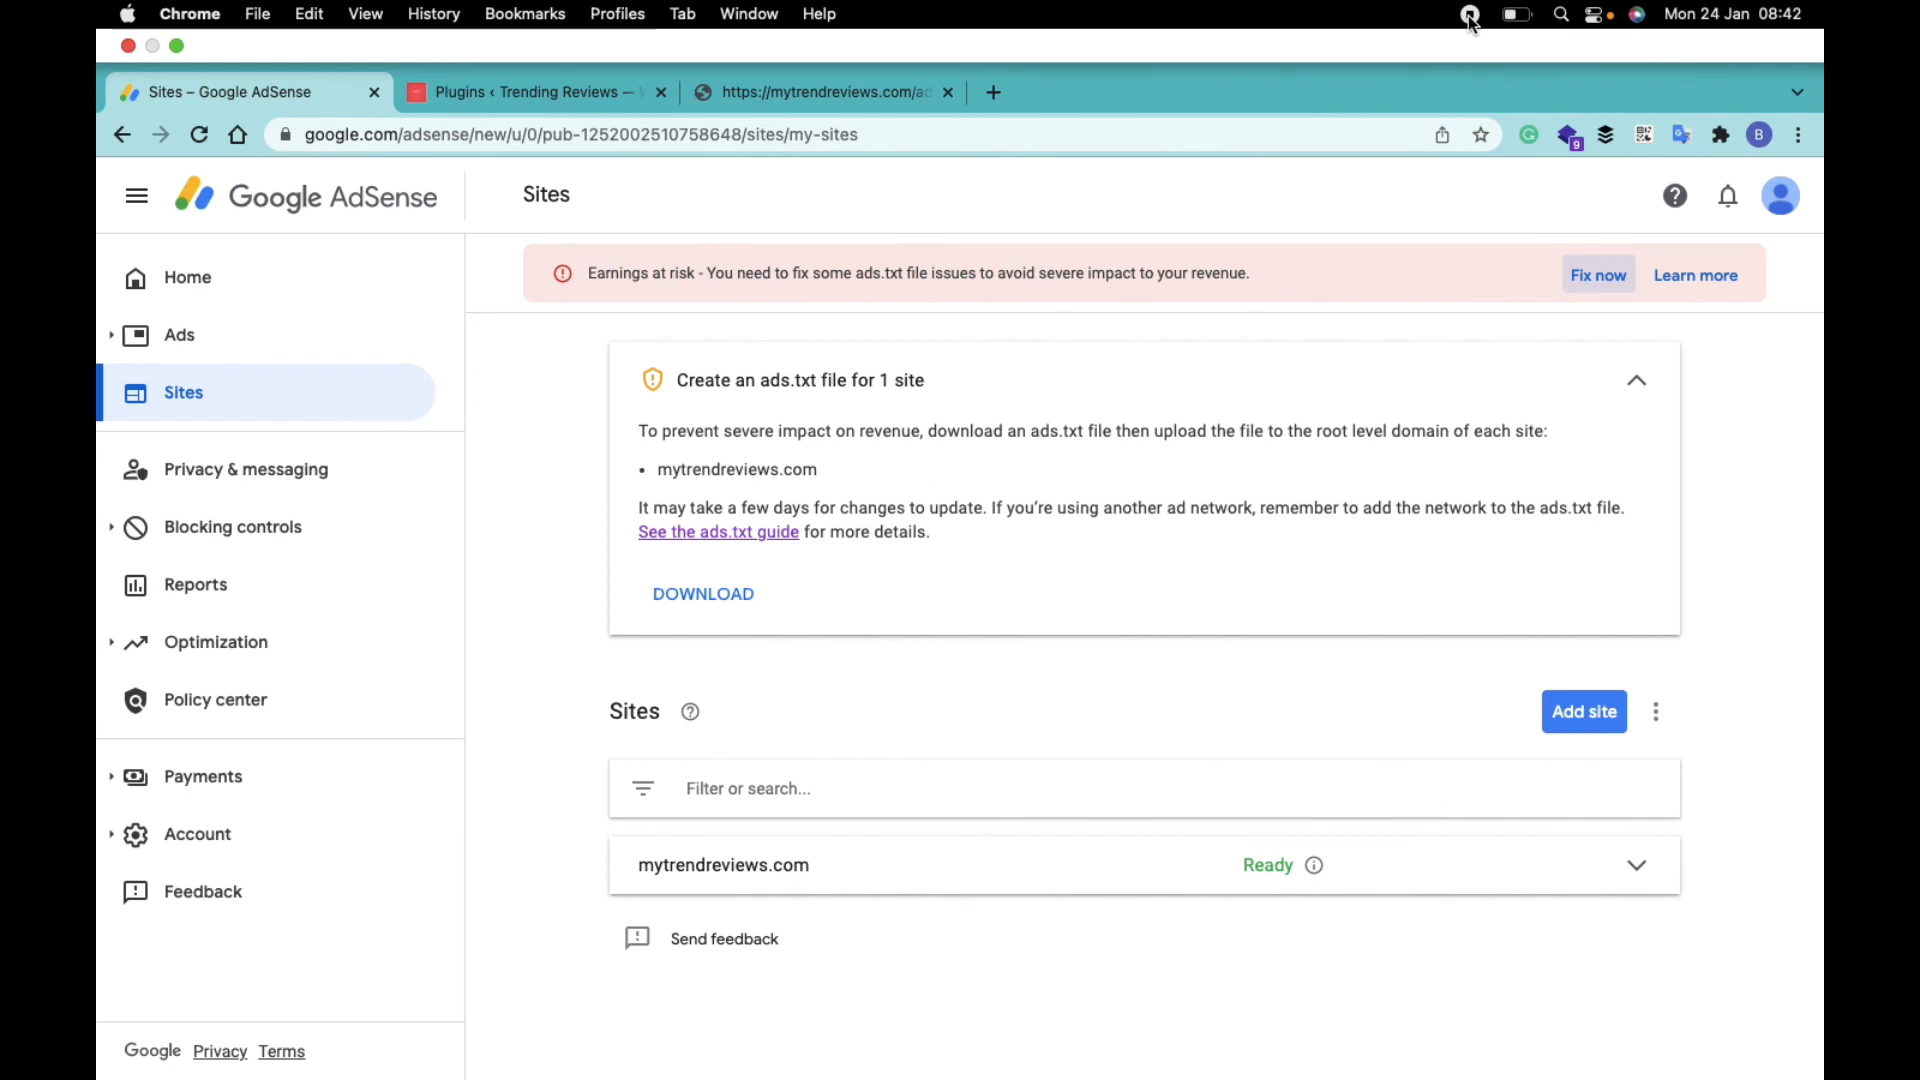 Chrome File Edit View History Bookmarks Profiles Tab Window Help Mon 24 Jan 08:42
Sites – Google AdSense Plugins ‹ Trending Reviews — https://mytrendreviews.com/ad
google.com/adsense/new/u/0/pub-1252002510758648/sites/my-sites
9
B
Google AdSense
Sites
Home
Ads
Sites
Privacy & messaging
Blocking controls
Reports
Optimization
Policy center
Payments
Account
Feedback
Google Privacy Terms
Earnings at risk - You need to fix some ads.txt file issues to avoid severe impact to your revenue.
Fix now Learn more
Create an ads.txt file for 1 site
To prevent severe impact on revenue, download an ads.txt file then upload the file to the root level domain of each site:
• mytrendreviews.com
It may take a few days for changes to update. If you're using another ad network, remember to add the network to the ads.txt file.
See the ads.txt guide for more details.
DOWNLOAD
Sites
Add site
Filter or search...
mytrendreviews.com Ready
Send feedback